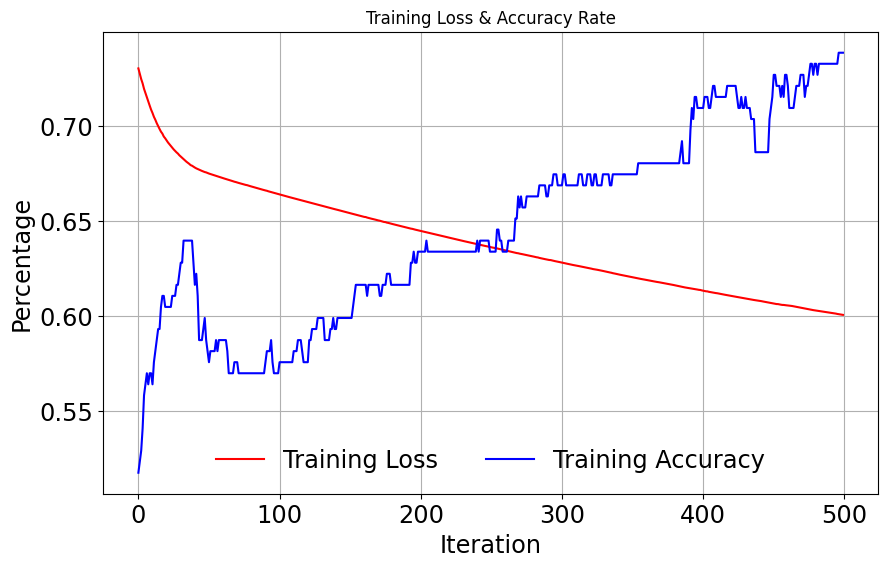 Training Loss & Accuracy Rate
Percentage
0.70
0.65
0.60
0.55
Training Loss
Training Accuracy
0 100 200 300 400 500
Iteration